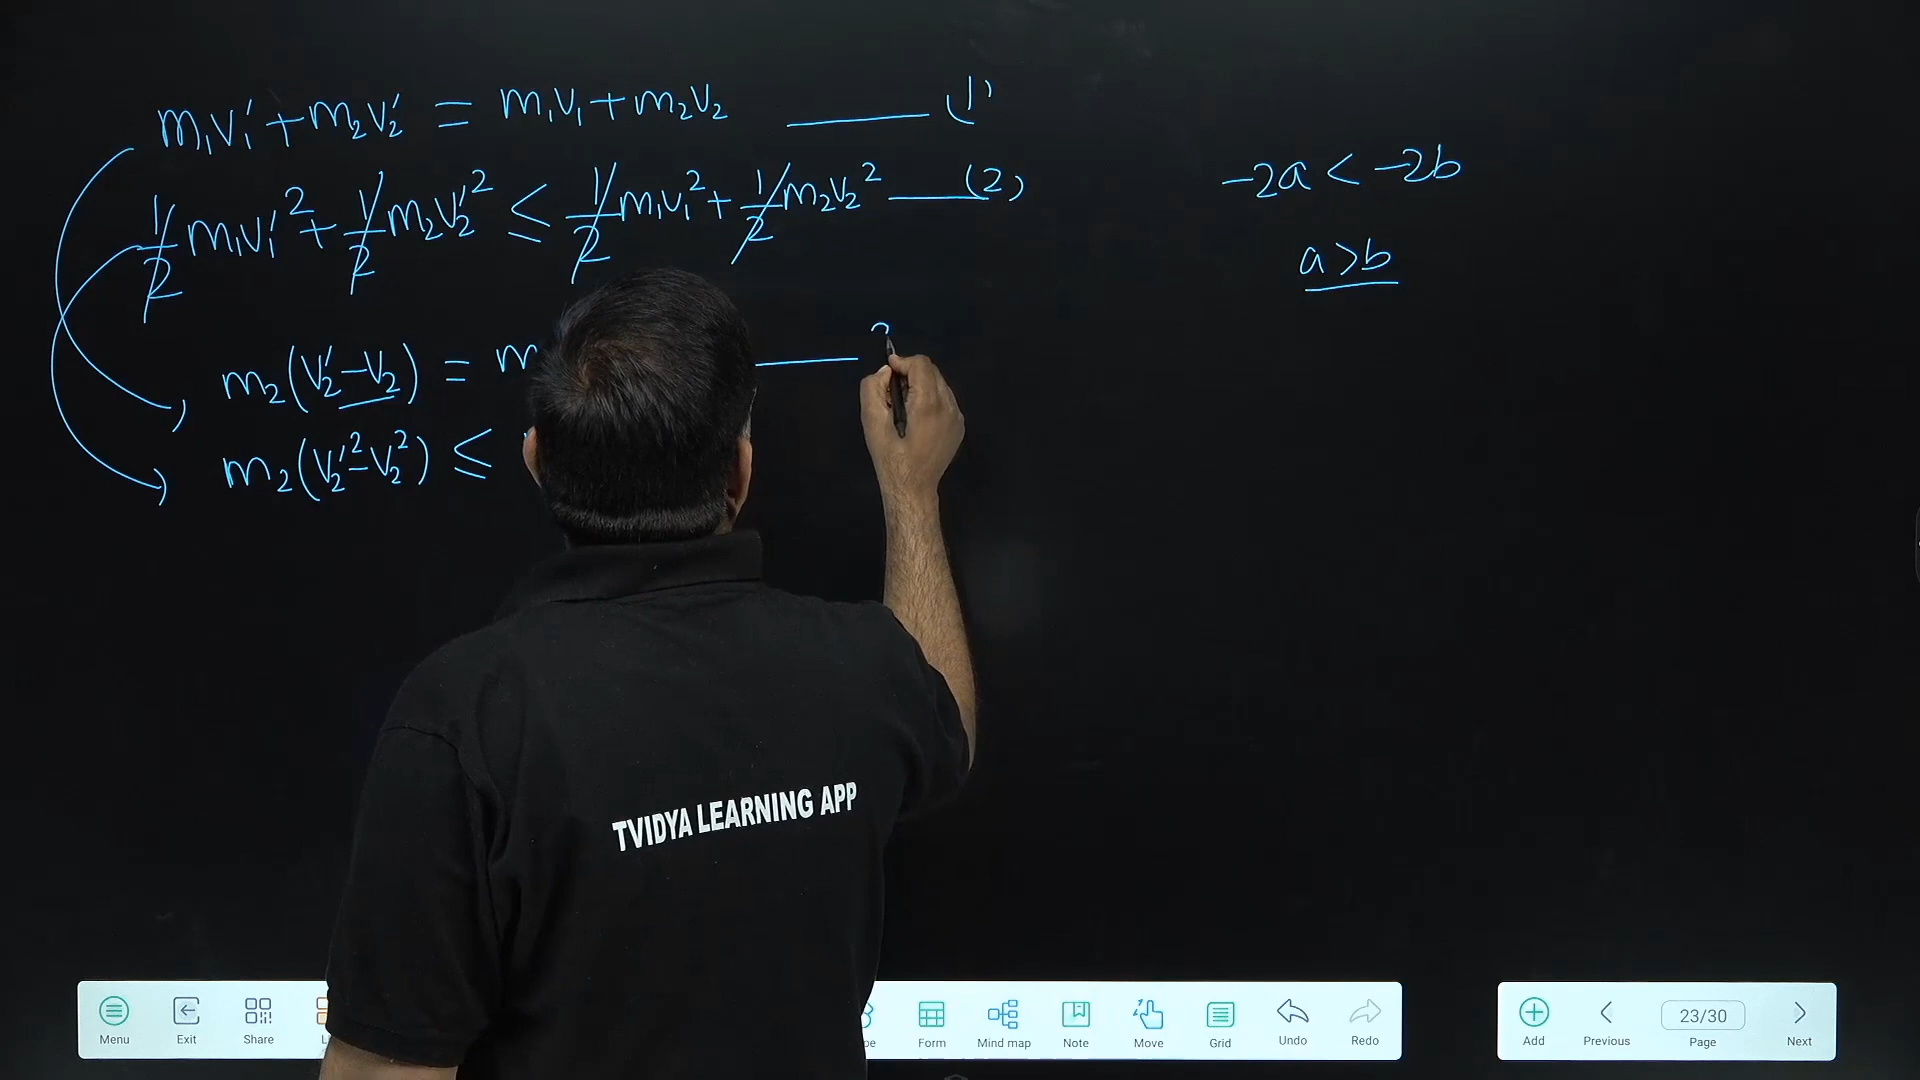 m₁v₁′ + m₂v₂′ = m₁v₁ + m₂v₂ —— (1)
½m₁v₁′² + ½m₂v₂′² ≤ ½m₁v₁² + ½m₂v₂² —— (2)
m₂(v₂′ – v₂) = m
m₂(v₂′² – v₂²) ≤
-2a < -2b
a > b
TVIDYA LEARNING APP
Menu
Exit
Share
Form
Mind map
Note
Move
Grid
Undo
Redo
Add
Previous
23/30
Page
Next